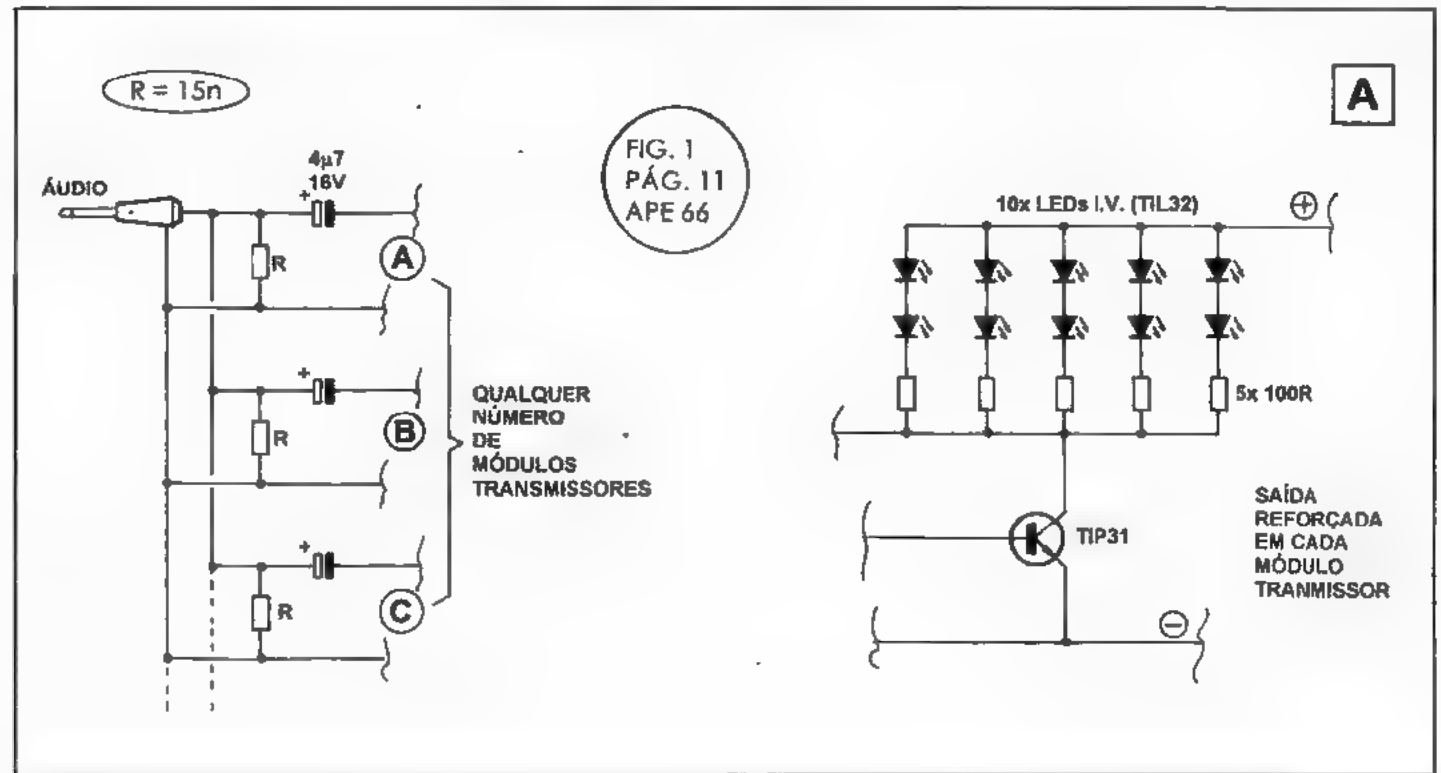 R = 15n
A
FIG. 1
PÁG. 11
APE 66
ÁUDIO
4µ7
16V
+
R
A
+
R
B
+
R
C
QUALQUER
NÚMERO
DE
MÓDULOS
TRANSMISSORES
10x LEDs I.V. (TIL32)
+
5x 100R
TIP31
−
SAÍDA
REFORÇADA
EM CADA
MÓDULO
TRANMISSOR